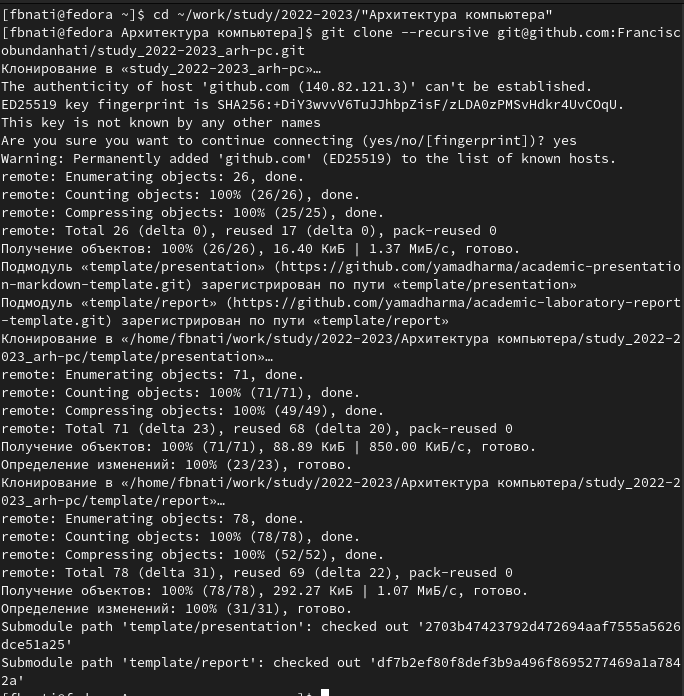 [fbnati@fedora ~]$ cd ~/work/study/2022-2023/"Архитектура компьютера"
[fbnati@fedora Архитектура компьютера]$ git clone --recursive git@github.com:Francisc
obundanhati/study_2022-2023_arh-pc.git
Клонирование в «study_2022-2023_arh-pc»…
The authenticity of host 'github.com (140.82.121.3)' can't be established.
ED25519 key fingerprint is SHA256:+DiY3wvvV6TuJJhbpZisF/zLDA0zPMSvHdkr4UvCOqU.
This key is not known by any other names
Are you sure you want to continue connecting (yes/no/[fingerprint])? yes
Warning: Permanently added 'github.com' (ED25519) to the list of known hosts.
remote: Enumerating objects: 26, done.
remote: Counting objects: 100% (26/26), done.
remote: Compressing objects: 100% (25/25), done.
remote: Total 26 (delta 0), reused 17 (delta 0), pack-reused 0
Получение объектов: 100% (26/26), 16.40 КиБ | 1.37 МиБ/с, готово.
Подмодуль «template/presentation» (https://github.com/yamadharma/academic-presentatio
n-markdown-template.git) зарегистрирован по пути «template/presentation»
Подмодуль «template/report» (https://github.com/yamadharma/academic-laboratory-report
-template.git) зарегистрирован по пути «template/report»
Клонирование в «/home/fbnati/work/study/2022-2023/Архитектура компьютера/study_2022-2
023_arh-pc/template/presentation»…
remote: Enumerating objects: 71, done.
remote: Counting objects: 100% (71/71), done.
remote: Compressing objects: 100% (49/49), done.
remote: Total 71 (delta 23), reused 68 (delta 20), pack-reused 0
Получение объектов: 100% (71/71), 88.89 КиБ | 850.00 КиБ/с, готово.
Определение изменений: 100% (23/23), готово.
Клонирование в «/home/fbnati/work/study/2022-2023/Архитектура компьютера/study_2022-2
023_arh-pc/template/report»…
remote: Enumerating objects: 78, done.
remote: Counting objects: 100% (78/78), done.
remote: Compressing objects: 100% (52/52), done.
remote: Total 78 (delta 31), reused 69 (delta 22), pack-reused 0
Получение объектов: 100% (78/78), 292.27 КиБ | 1.07 МиБ/с, готово.
Определение изменений: 100% (31/31), готово.
Submodule path 'template/presentation': checked out '2703b47423792d472694aaf7555a5626
dce51a25'
Submodule path 'template/report': checked out 'df7b2ef80f8def3b9a496f8695277469a1a784
2a'